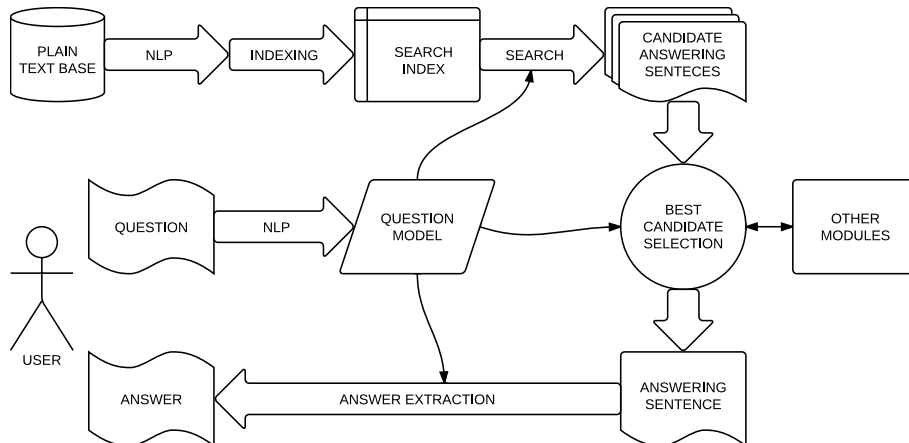 PLAIN
TEXT BASE
NLP
INDEXING
SEARCH
INDEX
SEARCH
CANDIDATE
ANSWERING
SENTECES
QUESTION
NLP
QUESTION
MODEL
BEST
CANDIDATE
SELECTION
OTHER
MODULES
USER
ANSWER
ANSWER EXTRACTION
ANSWERING
SENTENCE